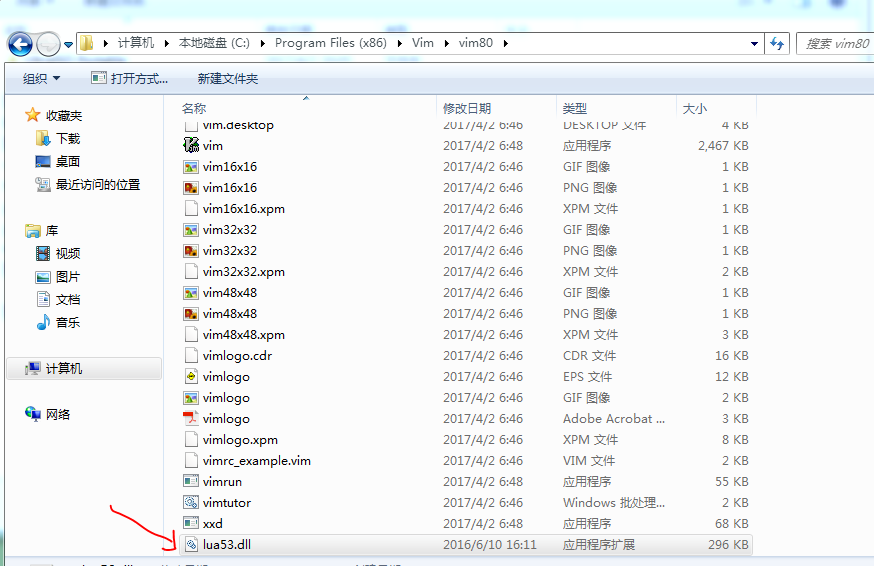 计算机 本地磁盘 (C:) Program Files (x86) Vim vim80 搜索 vim80
组织 打开方式... 新建文件夹
收藏夹
下载
桌面
最近访问的位置
库
视频
图片
文档
音乐
计算机
网络
名称 修改日期 类型 大小
vim.desktop 2017/4/2 6:46 DESKTOP 文件 4 KB
vim 2017/4/2 6:48 应用程序 2,467 KB
vim16x16 2017/4/2 6:46 GIF 图像 1 KB
vim16x16 2017/4/2 6:46 PNG 图像 1 KB
vim16x16.xpm 2017/4/2 6:46 XPM 文件 1 KB
vim32x32 2017/4/2 6:46 GIF 图像 1 KB
vim32x32 2017/4/2 6:46 PNG 图像 1 KB
vim32x32.xpm 2017/4/2 6:46 XPM 文件 2 KB
vim48x48 2017/4/2 6:46 GIF 图像 1 KB
vim48x48 2017/4/2 6:46 PNG 图像 1 KB
vim48x48.xpm 2017/4/2 6:46 XPM 文件 3 KB
vimlogo.cdr 2017/4/2 6:46 CDR 文件 16 KB
vimlogo 2017/4/2 6:46 EPS 文件 12 KB
vimlogo 2017/4/2 6:46 GIF 图像 2 KB
vimlogo 2017/4/2 6:46 Adobe Acrobat ... 3 KB
vimlogo.xpm 2017/4/2 6:46 XPM 文件 8 KB
vimrc_example.vim 2017/4/2 6:46 VIM 文件 2 KB
vimrun 2017/4/2 6:48 应用程序 55 KB
vimtutor 2017/4/2 6:46 Windows 批处理... 2 KB
xxd 2017/4/2 6:48 应用程序 68 KB
lua53.dll 2016/6/10 16:11 应用程序扩展 296 KB